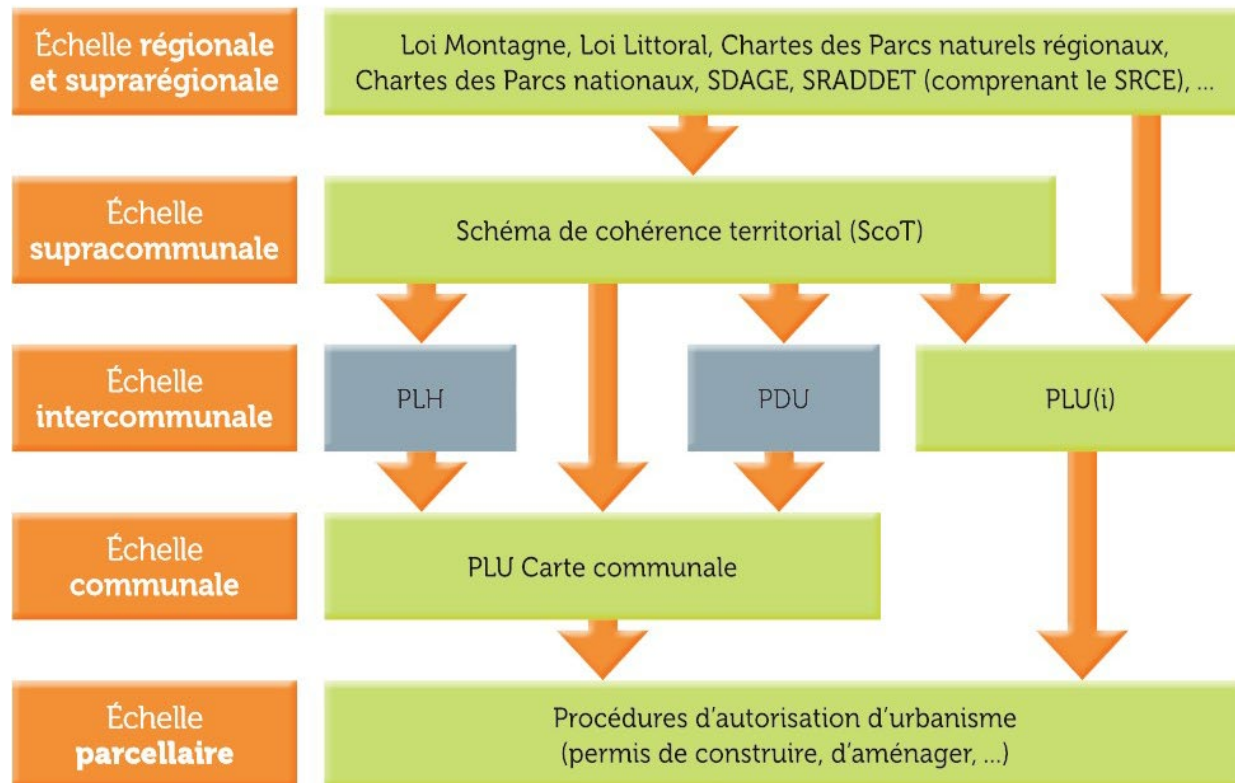 Échelle régionale
et suprarégionale
Loi Montagne, Loi Littoral, Chartes des Parcs naturels régionaux,
Chartes des Parcs nationaux, SDAGE, SRADDET (comprenant le SRCE), ...
Échelle
supracommunale
Schéma de cohérence territorial (ScoT)
Échelle
intercommunale
PLH
PDU
PLU(i)
Échelle
communale
PLU Carte communale
Échelle
parcellaire
Procédures d'autorisation d'urbanisme
(permis de construire, d'aménager, ...)